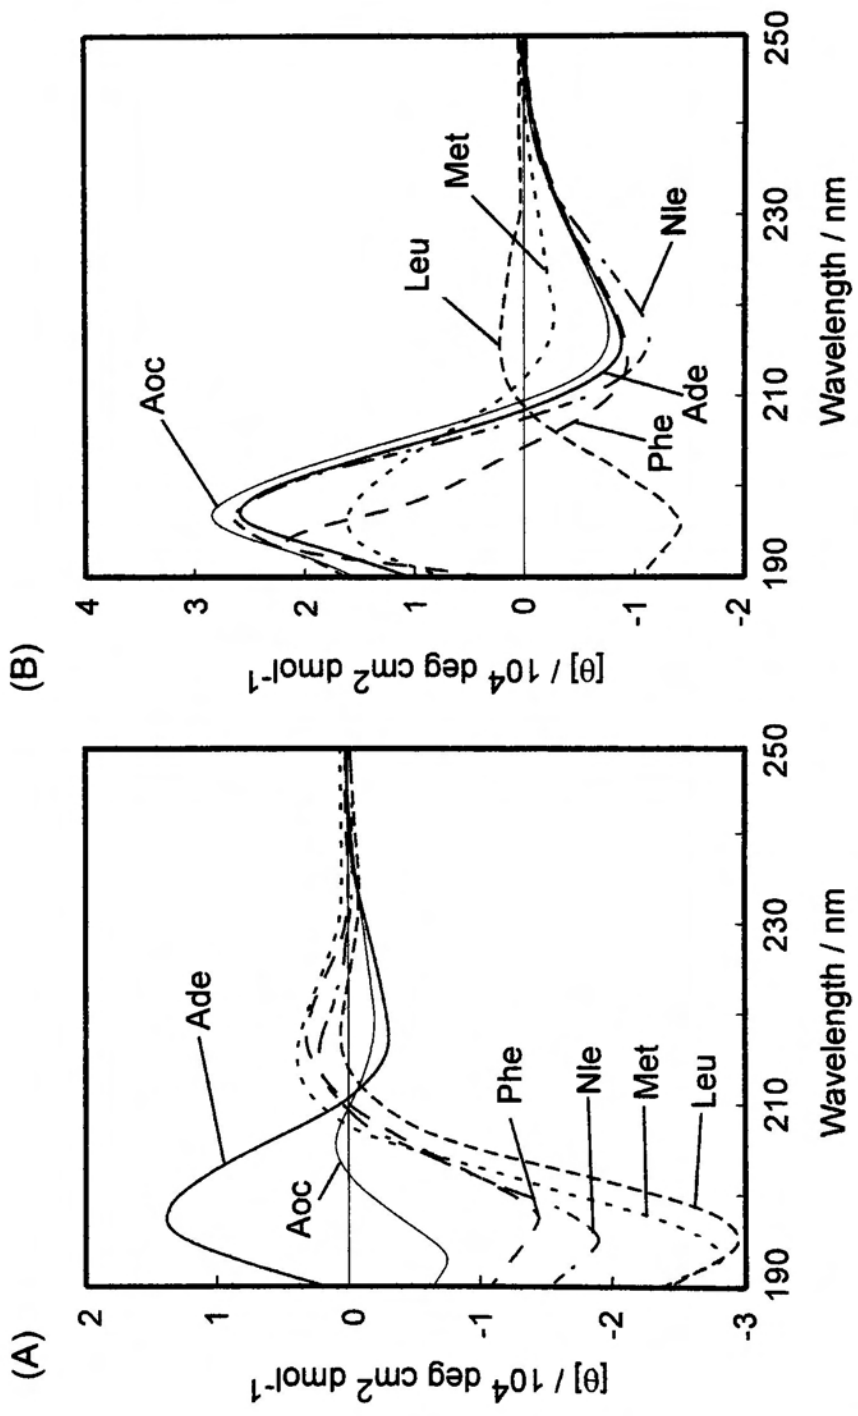 (A)
2
1
0
-1
-2
-3
[θ] / 10⁴ deg cm² dmol⁻¹
Ade
Aoc
Phe
Nle
Met
Leu
190
210
230
250
Wavelength / nm
(B)
4
3
2
1
0
-1
-2
[θ] / 10⁴ deg cm² dmol⁻¹
Aoc
Leu
Met
Phe
Ade
Nle
190
210
230
250
Wavelength / nm